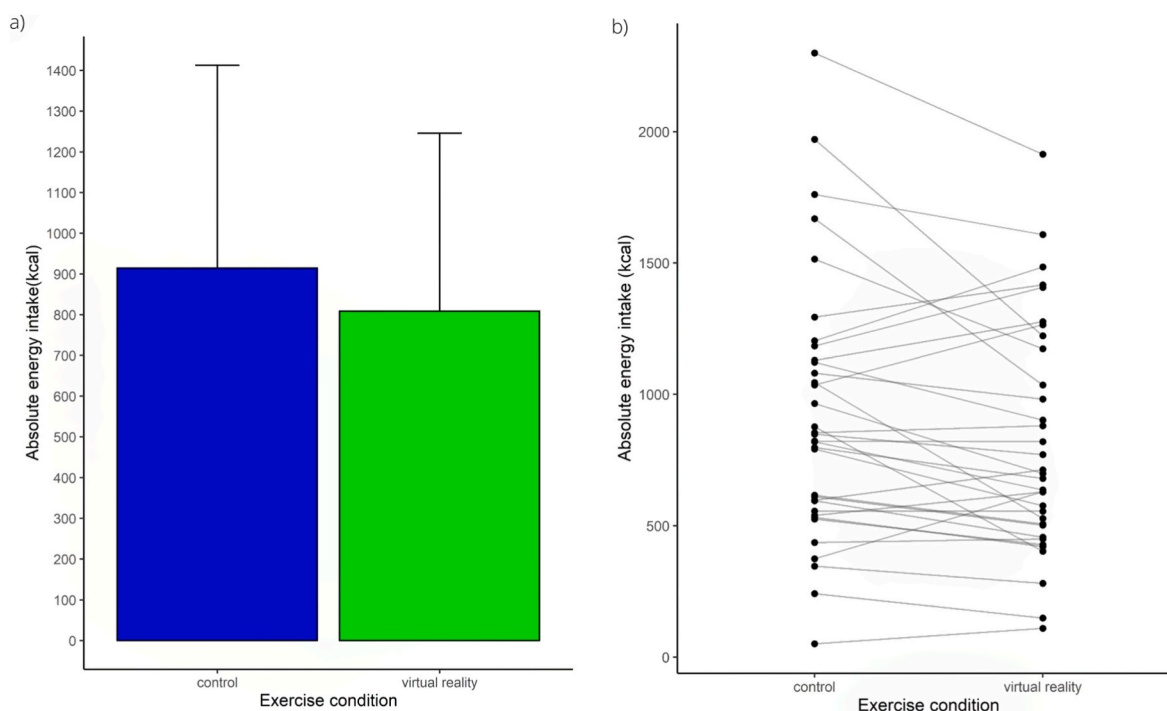 a)
Absolute energy intake(kcal)
1400
1300
1200
1100
1000
900
800
700
600
500
400
300
200
100
0
control
virtual reality
Exercise condition
b)
Absolute energy intake (kcal)
2000
1500
1000
500
0
control
virtual reality
Exercise condition